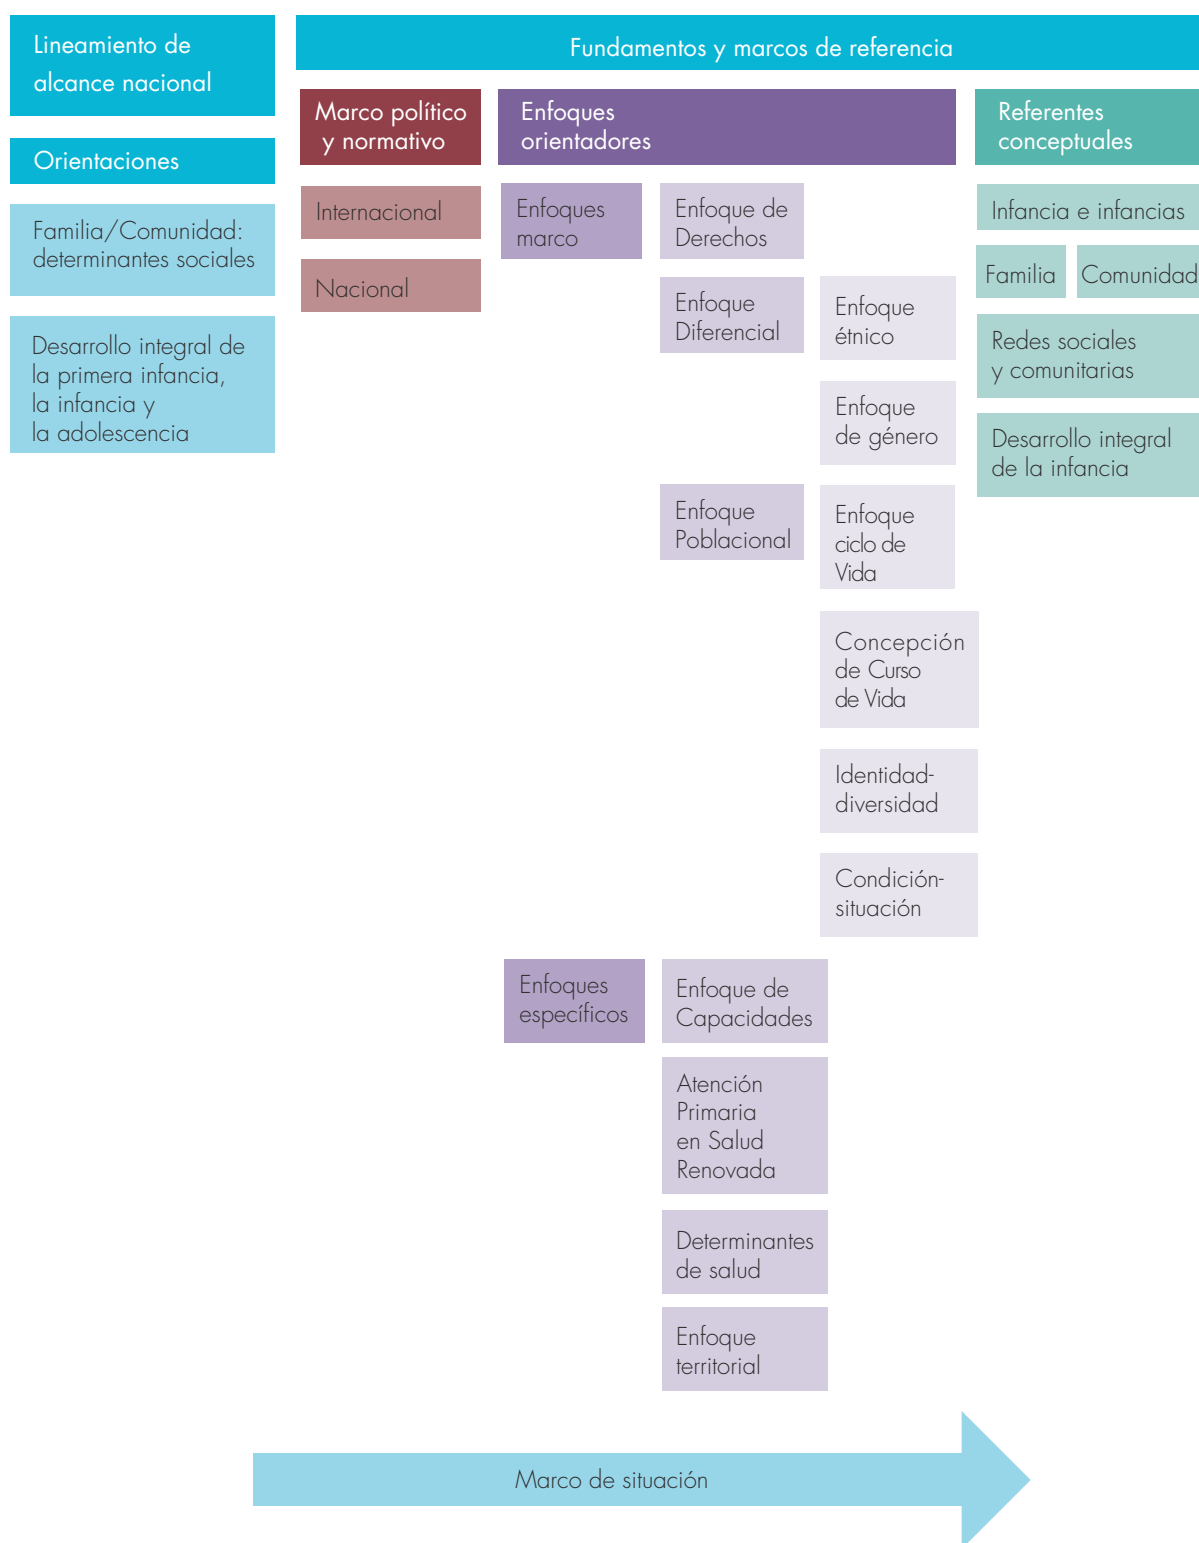 Lineamiento de
alcance nacional
Orientaciones
Familia/Comunidad:
determinantes sociales
Desarrollo integral de
la primera infancia,
la infancia y
la adolescencia
Fundamentos y marcos de referencia
Marco político
y normativo
Internacional
Nacional
Enfoques
orientadores
Enfoques
marco
Enfoque de
Derechos
Enfoque
Diferencial
Enfoque
étnico
Enfoque
de género
Enfoque
Poblacional
Enfoque
ciclo de
Vida
Concepción
de Curso
de Vida
Identidad-
diversidad
Condición-
situación
Enfoques
específicos
Enfoque de
Capacidades
Atención
Primaria
en Salud
Renovada
Determinantes
de salud
Enfoque
territorial
Referentes
conceptuales
Infancia e infancias
Familia
Comunidad
Redes sociales
y comunitarias
Desarrollo integral
de la infancia
Marco de situación